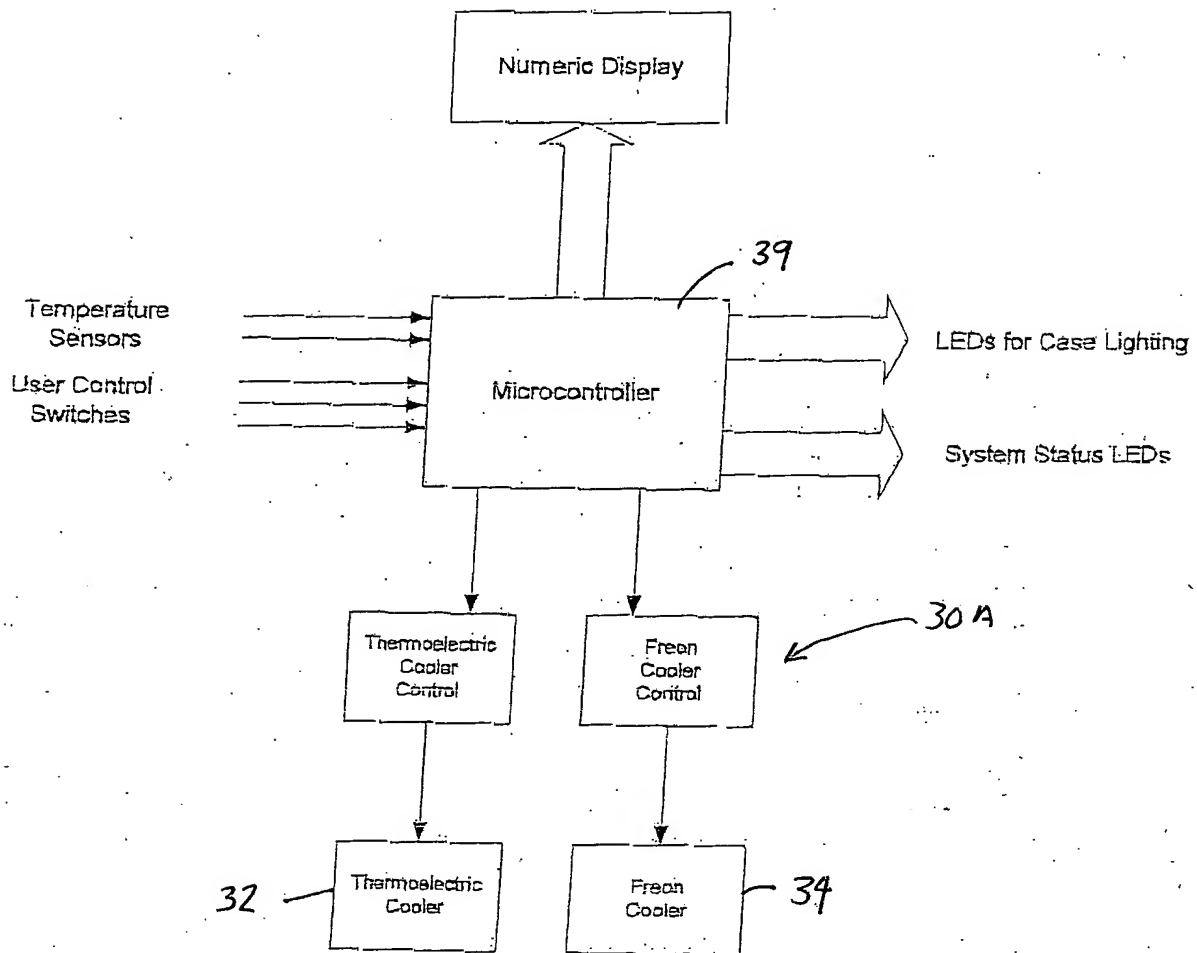 Numeric Display
39
Temperature
Sensors
LEDs for Case Lighting
User Control
Switches
Microcontroller
System Status LEDs
30A
Thermoelectric
Cooler
Control
Freon
Cooler
Control
32
Thermoelectric
Cooler
Freon
Cooler
34